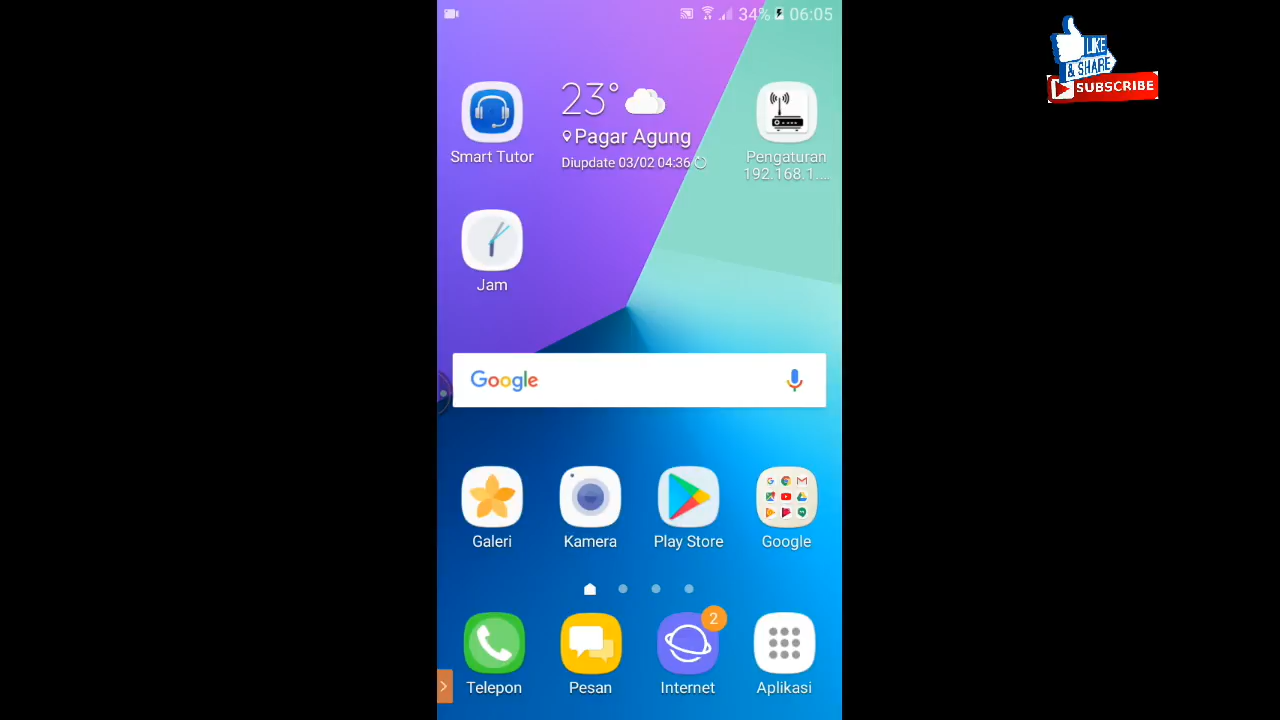 34% 06:05
LIKE
& SHARE
SUBSCRIBE
23°
Pagar Agung
Diupdate 03/02 04:36
Smart Tutor
Pengaturan
192.168.1....
Jam
Google
Galeri
Kamera
Play Store
Google
2
Telepon
Pesan
Internet
Aplikasi